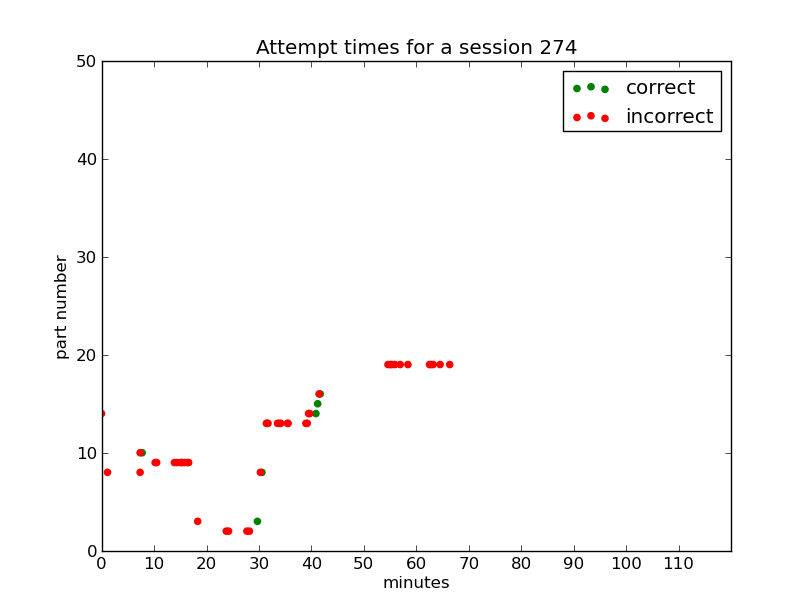 Attempt times for a session 274
correct
incorrect
50
40
30
20
10
0
part number
0 10 20 30 40 50 60 70 80 90 100 110
minutes